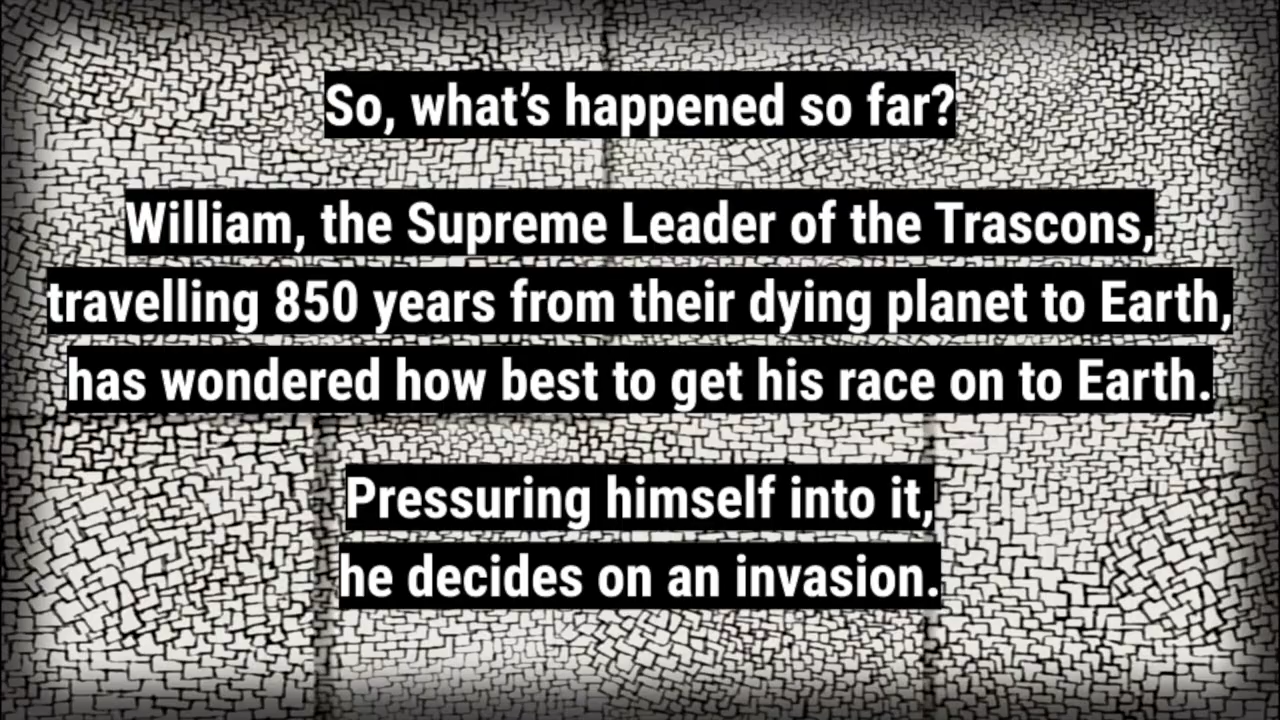 So, what’s happened so far?
William, the Supreme Leader of the Trascons,
travelling 850 years from their dying planet to Earth,
has wondered how best to get his race on to Earth.
Pressuring himself into it,
he decides on an invasion.